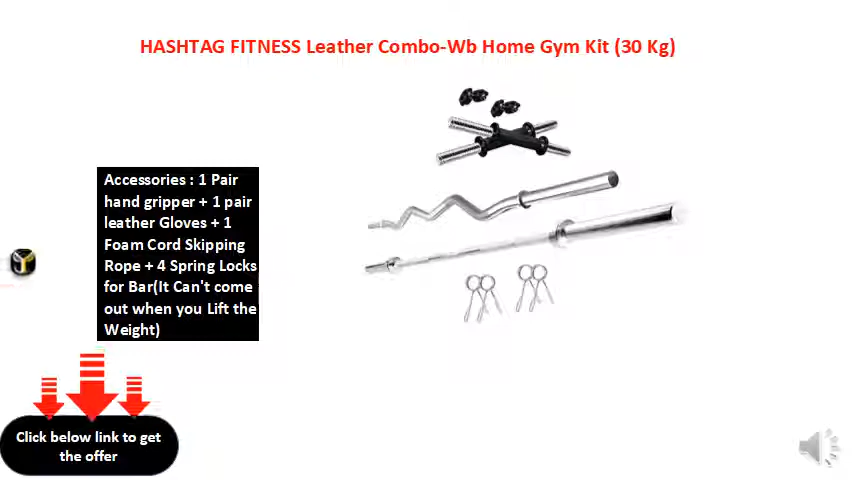 HASHTAG FITNESS Leather Combo-Wb Home Gym Kit (30 Kg)
Accessories : 1 Pair
hand gripper + 1 pair
leather Gloves + 1
Foam Cord Skipping
Rope + 4 Spring Locks
for Bar(It Can't come
out when you Lift the
Weight)
Click below link to get
the offer